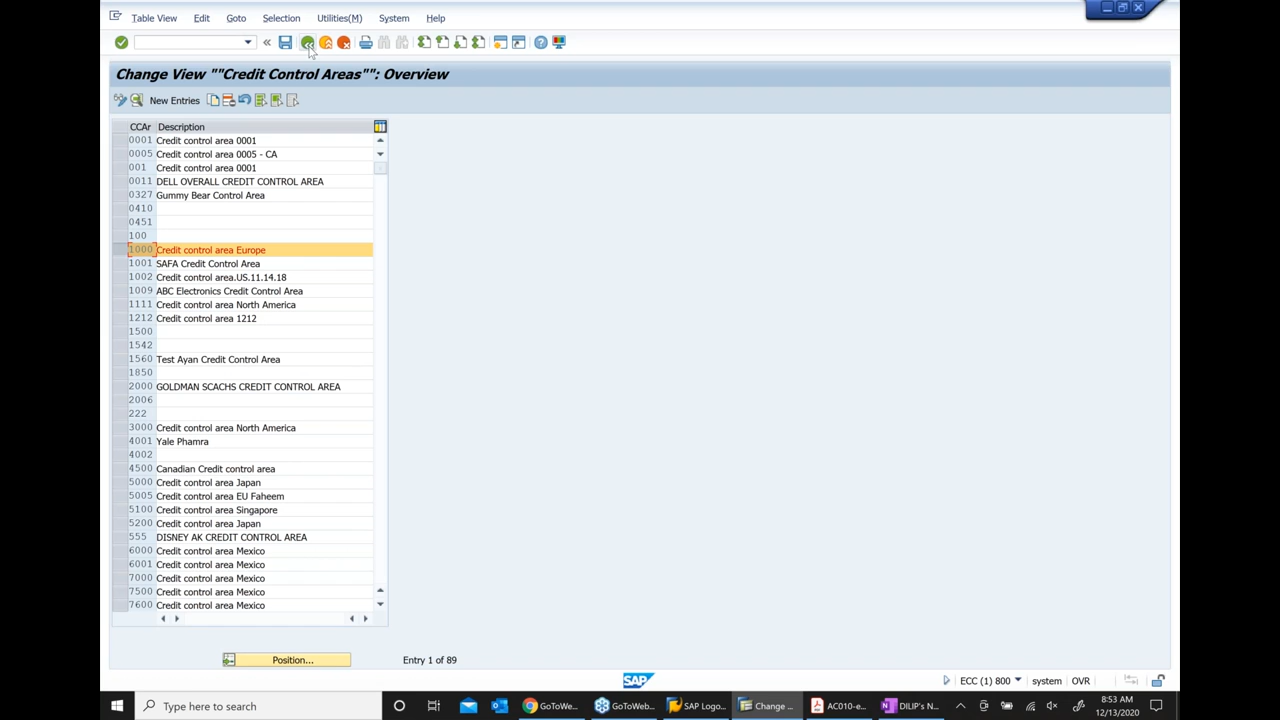 Table View Edit Goto Selection Utilities(M) System Help
Change View ""Credit Control Areas"": Overview
New Entries
CCAr Description
0001 Credit control area 0001
0005 Credit control area 0005 - CA
001 Credit control area 0001
0011 DELL OVERALL CREDIT CONTROL AREA
0327 Gummy Bear Control Area
0410
0451
100
1000 Credit control area Europe
1001 SAFA Credit Control Area
1002 Credit control area.US.11.14.18
1009 ABC Electronics Credit Control Area
1111 Credit control area North America
1212 Credit control area 1212
1500
1542
1560 Test Ayan Credit Control Area
1850
2000 GOLDMAN SCACHS CREDIT CONTROL AREA
2006
222
3000 Credit control area North America
4001 Yale Phamra
4002
4500 Canadian Credit control area
5000 Credit control area Japan
5005 Credit control area EU Faheem
5100 Credit control area Singapore
5200 Credit control area Japan
555 DISNEY AK CREDIT CONTROL AREA
6000 Credit control area Mexico
6001 Credit control area Mexico
7000 Credit control area Mexico
7500 Credit control area Mexico
7600 Credit control area Mexico
Position... Entry 1 of 89
SAP ECC (1) 800 system OVR
Type here to search GoToWe... GoToWeb... SAP Logo... Change ... AC010-e... DILIP's N... 8:53 AM
12/13/2020